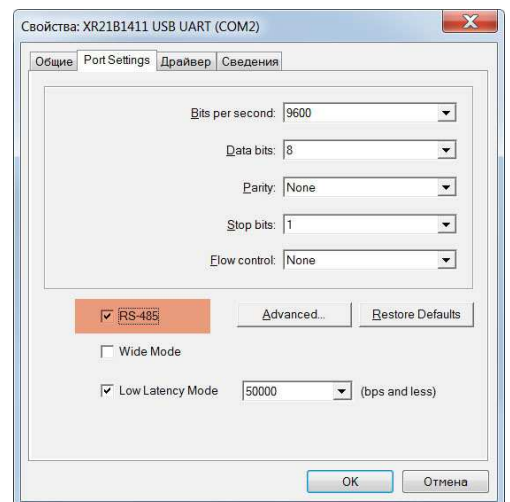 Свойства: XR21B1411 USB UART (COM2)
Общие Port Settings Драйвер Сведения
Bits per second: 9600
Data bits: 8
Parity: None
Stop bits: 1
Flow control: None
RS-485 Advanced... Restore Defaults
Wide Mode
Low Latency Mode 50000 (bps and less)
OK Отмена